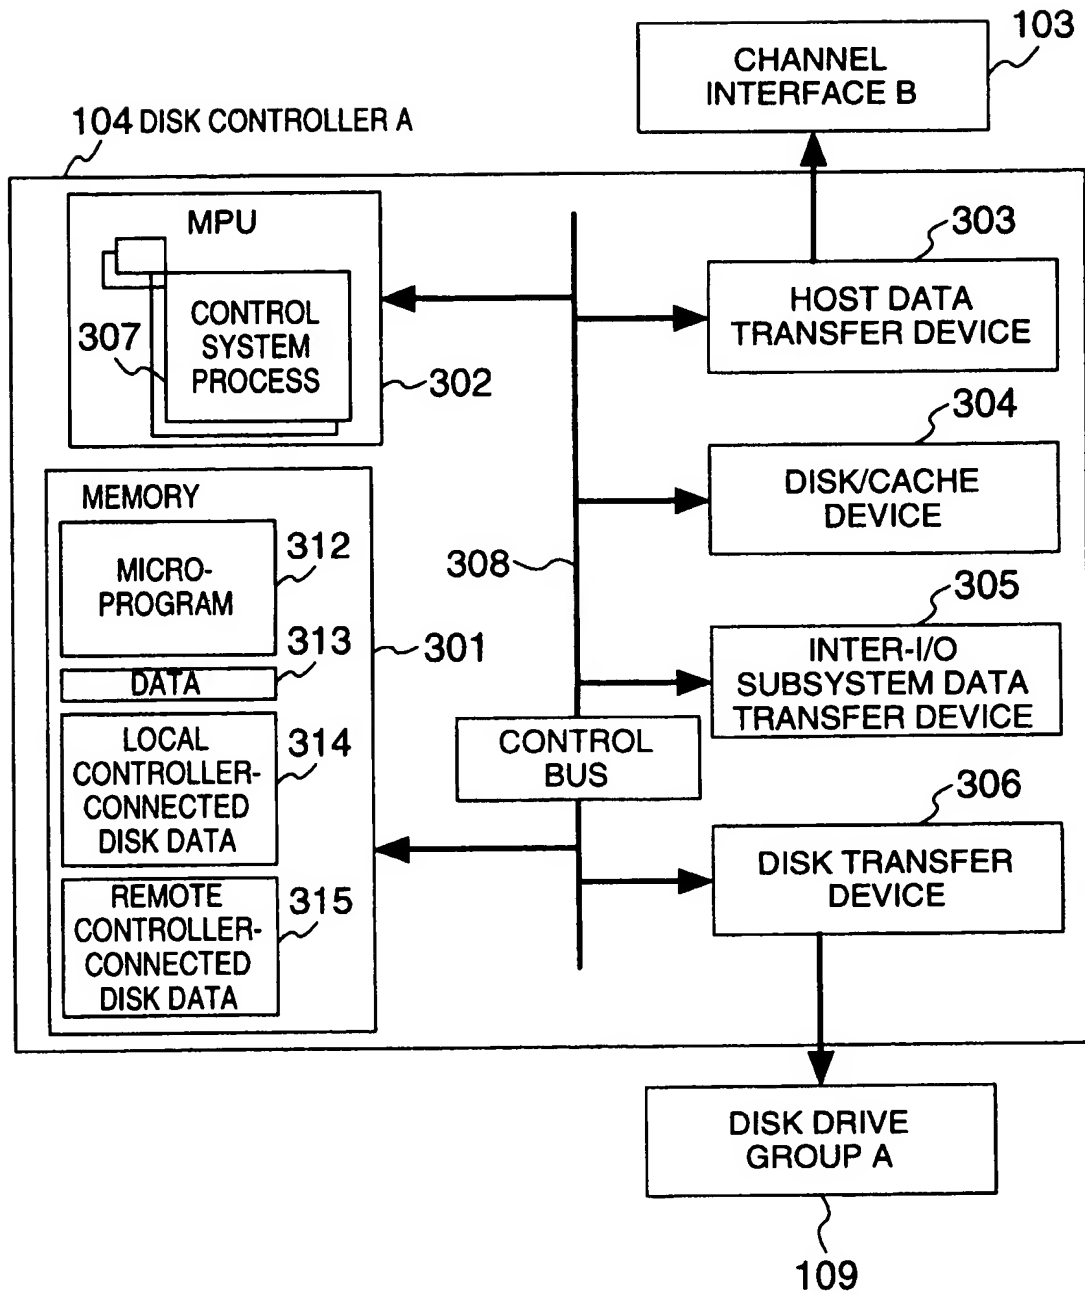 103
CHANNEL
INTERFACE B
104 DISK CONTROLLER A
MPU
CONTROL
SYSTEM
PROCESS
307
302
303
HOST DATA
TRANSFER DEVICE
304
DISK/CACHE
DEVICE
MEMORY
MICRO-
PROGRAM
312
313
DATA
301
LOCAL
CONTROLLER-
CONNECTED
DISK DATA
314
REMOTE
CONTROLLER-
CONNECTED
DISK DATA
315
308
CONTROL
BUS
305
INTER-I/O
SUBSYSTEM DATA
TRANSFER DEVICE
306
DISK TRANSFER
DEVICE
DISK DRIVE
GROUP A
109